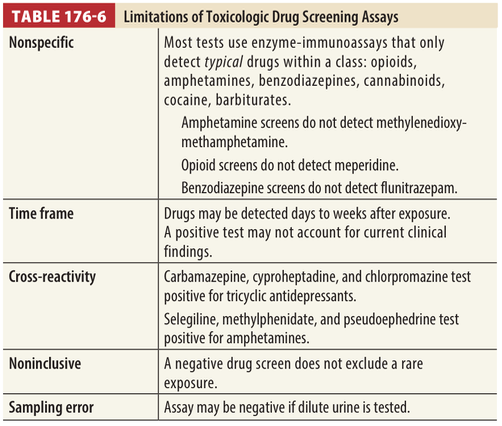 TABLE 176-6 Limitations of Toxicologic Drug Screening Assays
Nonspecific
Most tests use enzyme-immunoassays that only
detect typical drugs within a class: opioids,
amphetamines, benzodiazepines, cannabinoids,
cocaine, barbiturates.
Amphetamine screens do not detect methylenedioxy-
methamphetamine.
Opioid screens do not detect meperidine.
Benzodiazepine screens do not detect flunitrazepam.
Time frame
Drugs may be detected days to weeks after exposure.
A positive test may not account for current clinical
findings.
Cross-reactivity
Carbamazepine, cyproheptadine, and chlorpromazine test
positive for tricyclic antidepressants.
Selegiline, methylphenidate, and pseudoephedrine test
positive for amphetamines.
Noninclusive
A negative drug screen does not exclude a rare
exposure.
Sampling error
Assay may be negative if dilute urine is tested.